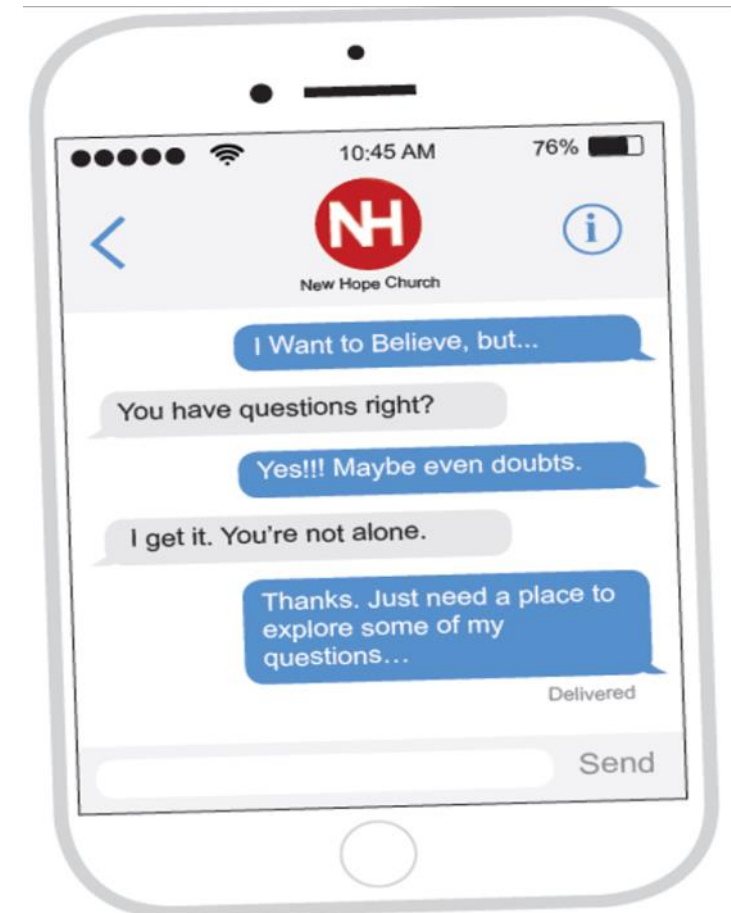 10:45 AM
76%
NH
i
New Hope Church
I Want to Believe, but...
You have questions right?
Yes!!! Maybe even doubts.
I get it. You're not alone.
Thanks. Just need a place to
explore some of my
questions...
Delivered
Send